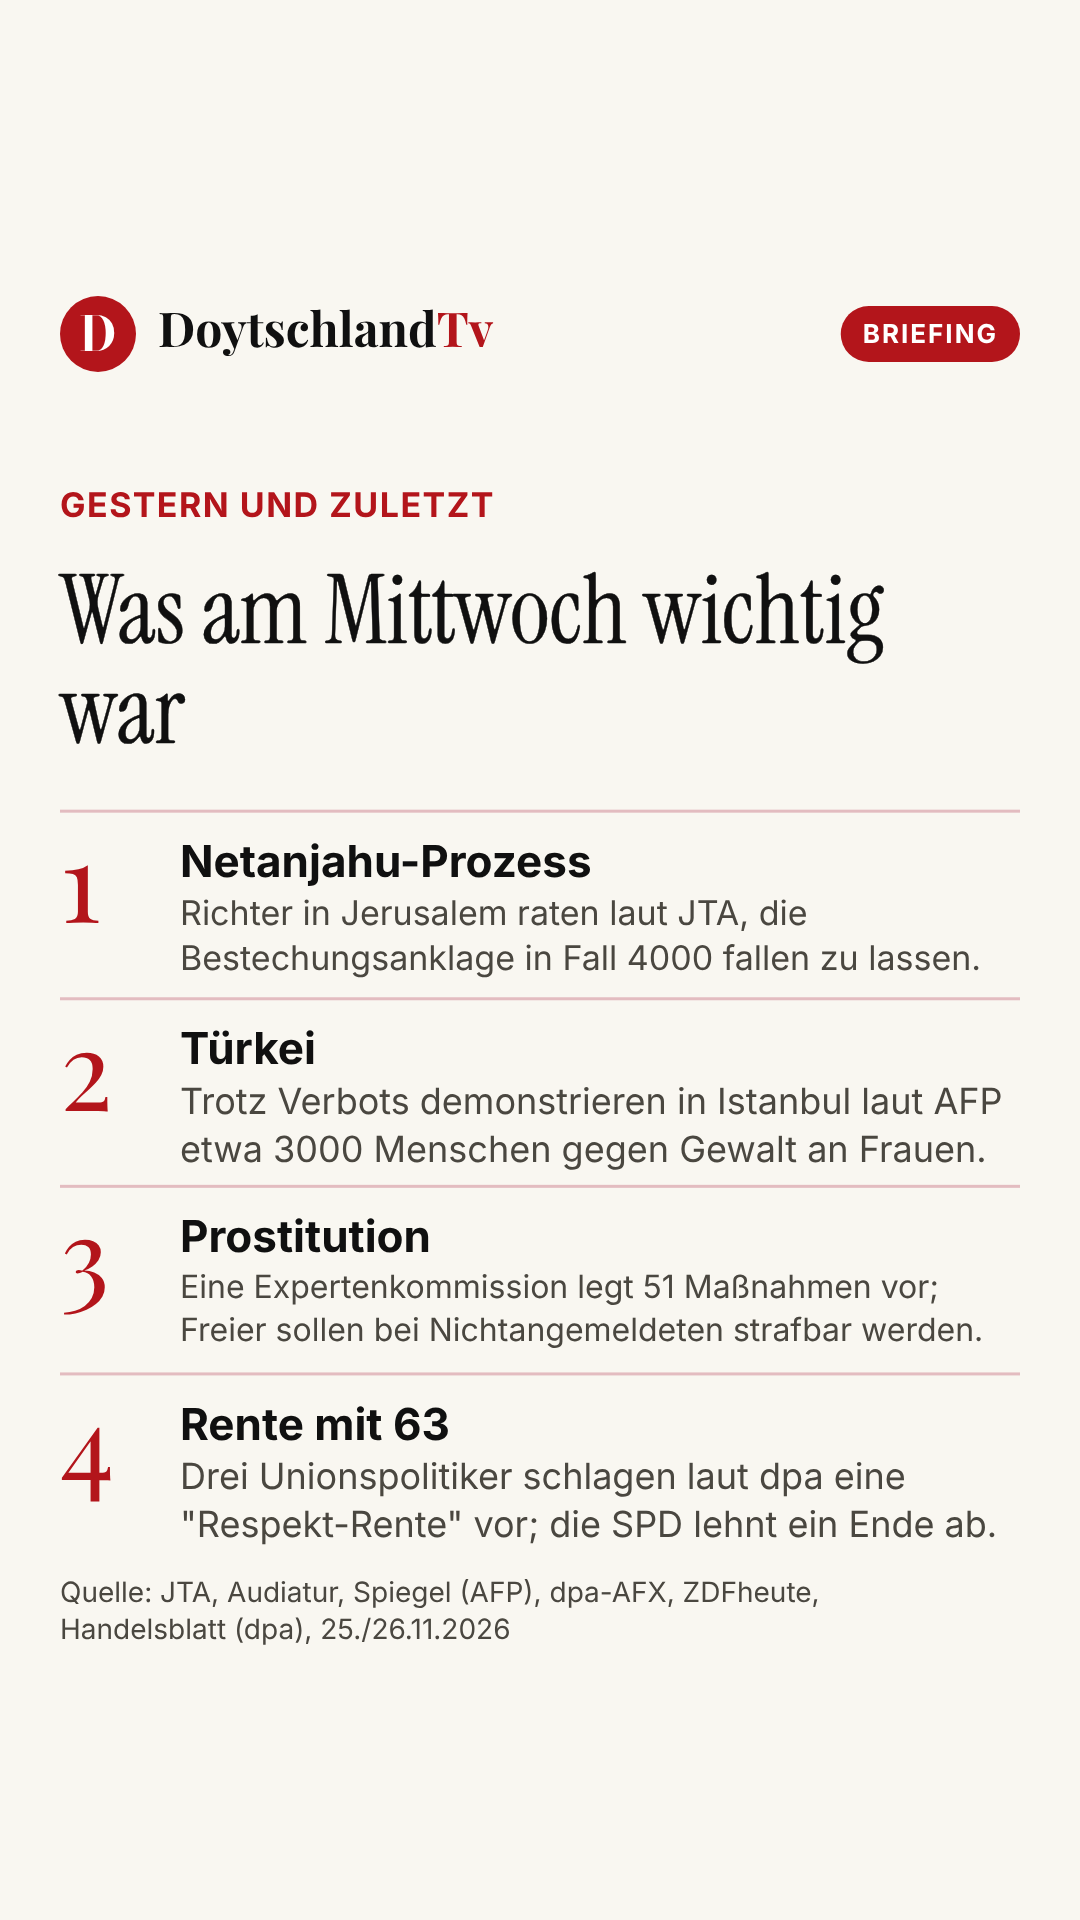 D DoytschlandTv
BRIEFING
GESTERN UND ZULETZT
Was am Mittwoch wichtig
war
1
Netanjahu-Prozess
Richter in Jerusalem raten laut JTA, die
Bestechungsanklage in Fall 4000 fallen zu lassen.
2
Türkei
Trotz Verbots demonstrieren in Istanbul laut AFP
etwa 3000 Menschen gegen Gewalt an Frauen.
3
Prostitution
Eine Expertenkommission legt 51 Maßnahmen vor;
Freier sollen bei Nichtangemeldeten strafbar werden.
4
Rente mit 63
Drei Unionspolitiker schlagen laut dpa eine
"Respekt-Rente" vor; die SPD lehnt ein Ende ab.
Quelle: JTA, Audiatur, Spiegel (AFP), dpa-AFX, ZDFheute,
Handelsblatt (dpa), 25./26.11.2026